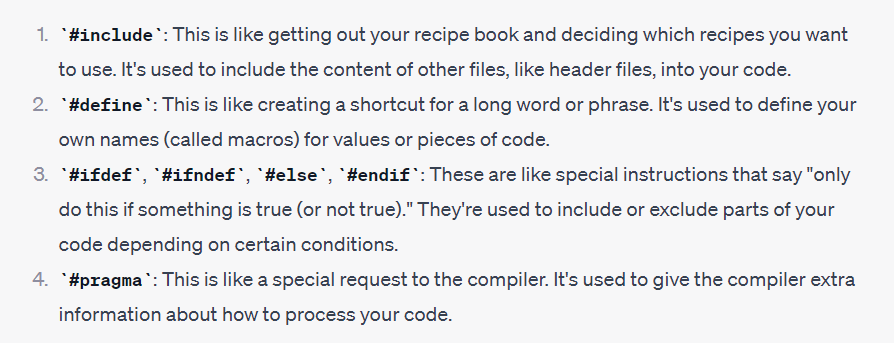 1. `#include`: This is like getting out your recipe book and deciding which recipes you want
to use. It's used to include the content of other files, like header files, into your code.
2. `#define`: This is like creating a shortcut for a long word or phrase. It's used to define your
own names (called macros) for values or pieces of code.
3. `#ifdef`, `#ifndef`, `#else`, `#endif`: These are like special instructions that say "only
do this if something is true (or not true)." They're used to include or exclude parts of your
code depending on certain conditions.
4. `#pragma`: This is like a special request to the compiler. It's used to give the compiler extra
information about how to process your code.